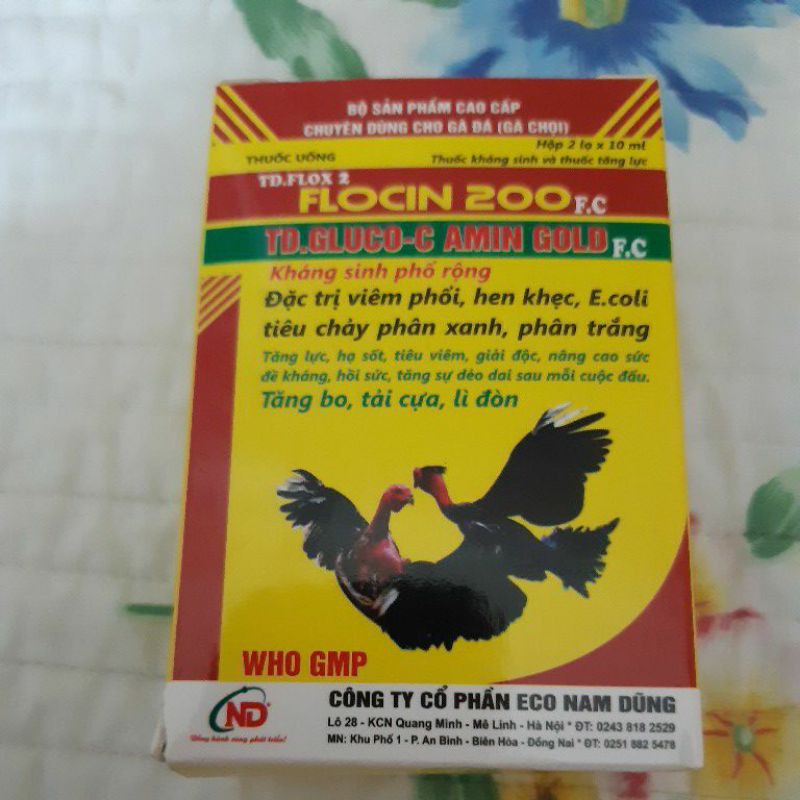 BỘ SẢN PHẨM CAO CẤP
CHUYÊN DÙNG CHO GÀ ĐÁ (GÀ CHỌI)
Hộp 2 lọ x 10 ml
THUỐC UỐNG
Thuốc kháng sinh và thuốc tăng lực
TD.FLOX 2
FLOCIN 200 F.C
TD.GLUCO-C AMIN GOLD F.C
Kháng sinh phổ rộng
Đặc trị viêm phổi, hen khẹc, E.coli
tiêu chảy phân xanh, phân trắng
Tăng lực, hạ sốt, tiêu viêm, giải độc, nâng cao sức
đề kháng, hồi sức, tăng sự dẻo dai sau mỗi cuộc đấu.
Tăng bo, tải cựa, lì đòn
WHO GMP
CÔNG TY CỔ PHẦN ECO NAM DŨNG
ND
Lô 28 - KCN Quang Minh - Mê Linh - Hà Nội * ĐT: 0243 818 2529
Đồng hành cùng phát triển!
MN: Khu Phố 1 - P. An Bình - Biên Hòa - Đồng Nai * ĐT: 0251 882 5478